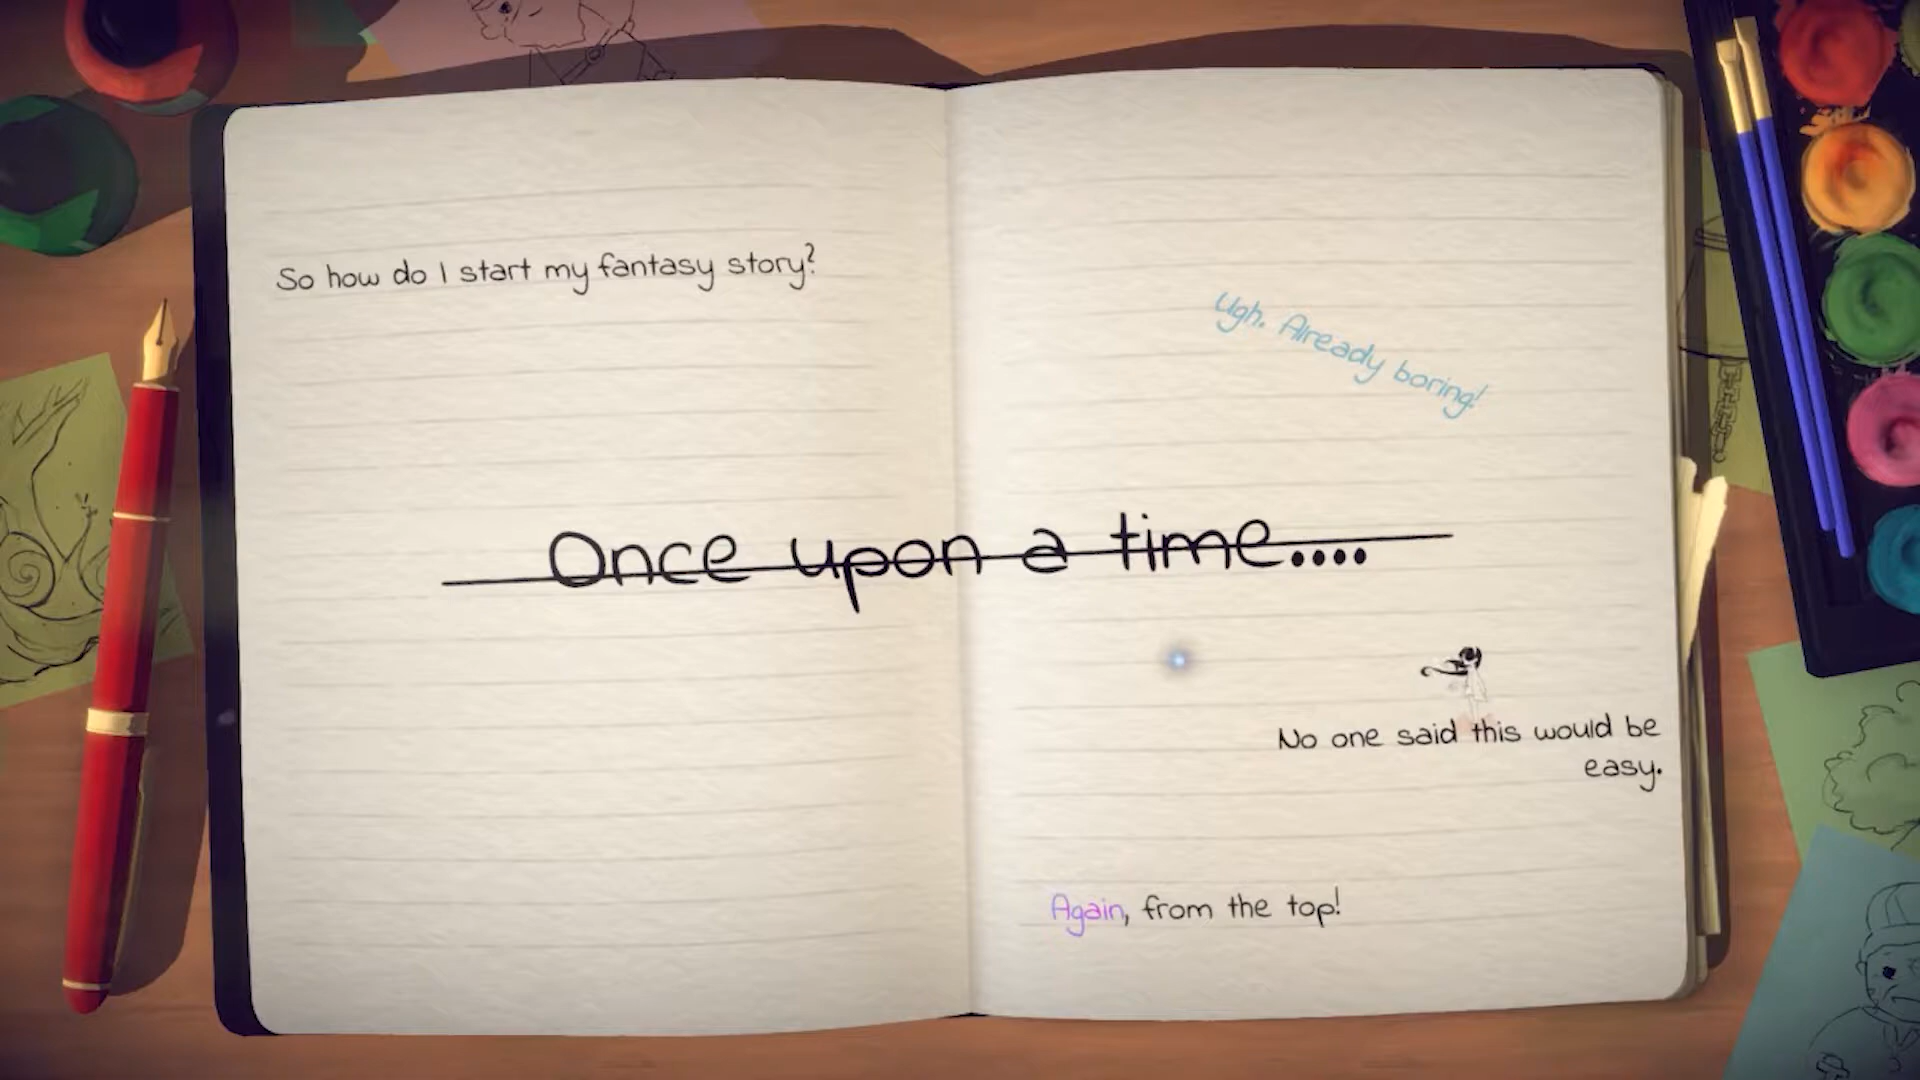 So how do I start my fantasy story?
Ugh. Already boring!
Once upon a time....
No one said this would be
easy.
Again, from the top!